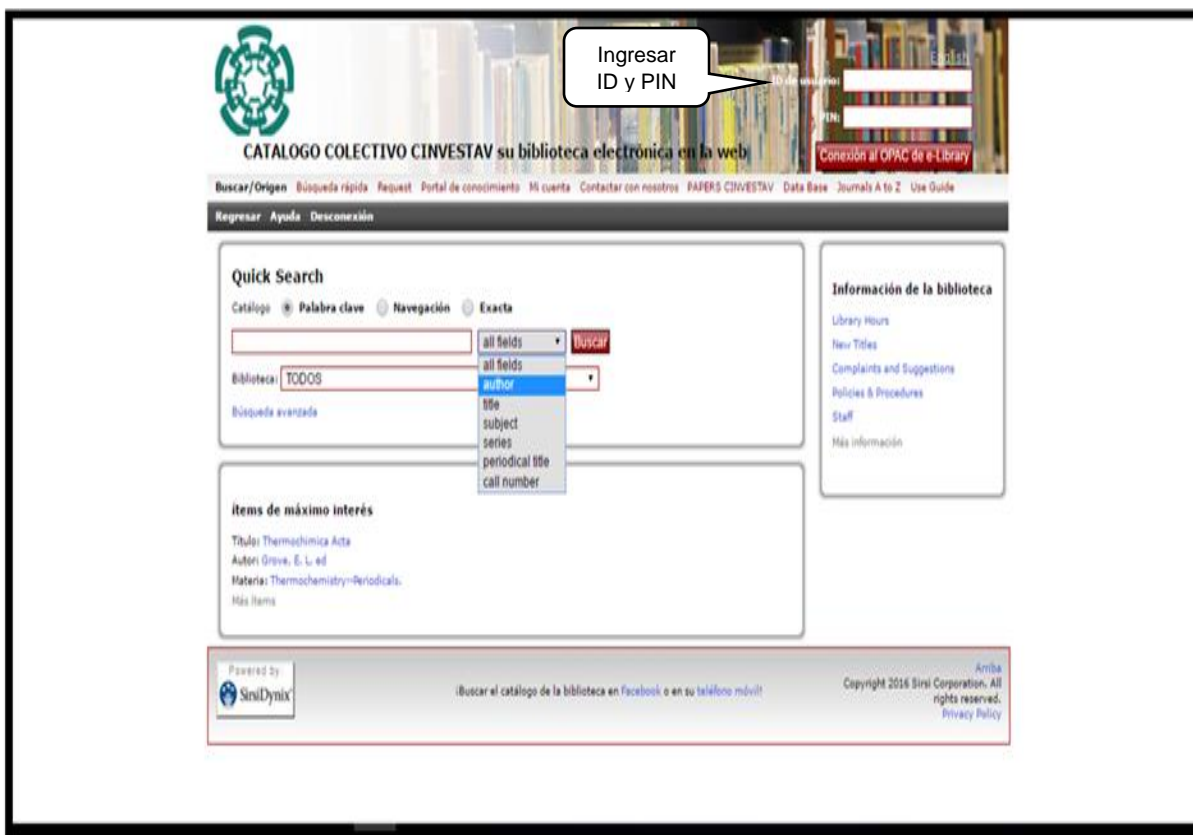 Ingresar
ID y PIN
English
ID de usuario:
PIN:
CATALOGO COLECTIVO CINVESTAV su biblioteca electrónica en la web
Conexión al OPAC de e-Library
Buscar/Origen Búsqueda rápida Request Portal de conocimiento Mi cuenta Contactar con nosotros PAPERS CINVESTAV Data Base Journals A to Z Use Guide
Regresar Ayuda Desconexión
Quick Search
Catálogo Palabra clave Navegación Exacta
all fields Buscar
all fields
Biblioteca: TODOS
author
title
Búsqueda avanzada
subject
series
periodical title
call number
Información de la biblioteca
Library Hours
New Titles
Complaints and Suggestions
Policies & Procedures
Staff
Más información
ítems de máximo interés
Título: Thermochimica Acta
Autor: Grove, E. L. ed
Materia: Thermochemistry--Periodicals.
Más ítems
Powered by:
SirsiDynix
¡Buscar el catálogo de la biblioteca en Facebook o en su teléfono móvil!
Arriba
Copyright 2016 Sirsi Corporation. All
rights reserved.
Privacy Policy